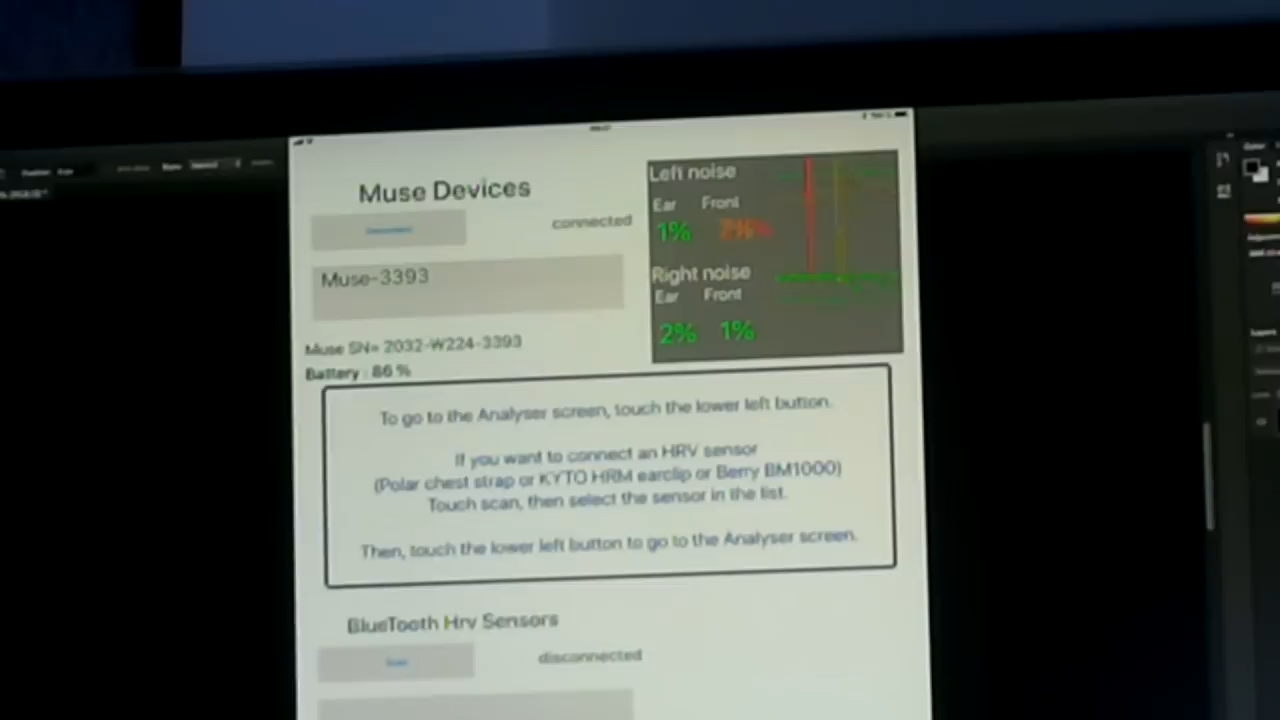 Muse Devices
connected
Muse-3393
Muse SN= 2032-W224-3393
Battery : 86 %
Left noise
Ear Front
1%
Right noise
Ear Front
2% 1%
To go to the Analyser screen, touch the lower left button.
If you want to connect an HRV sensor
(Polar chest strap or KYTO HRM earclip or Berry BM1000)
Touch scan, then select the sensor in the list.
Then, touch the lower left button to go to the Analyser screen.
BlueTooth Hrv Sensors
Scan
disconnected